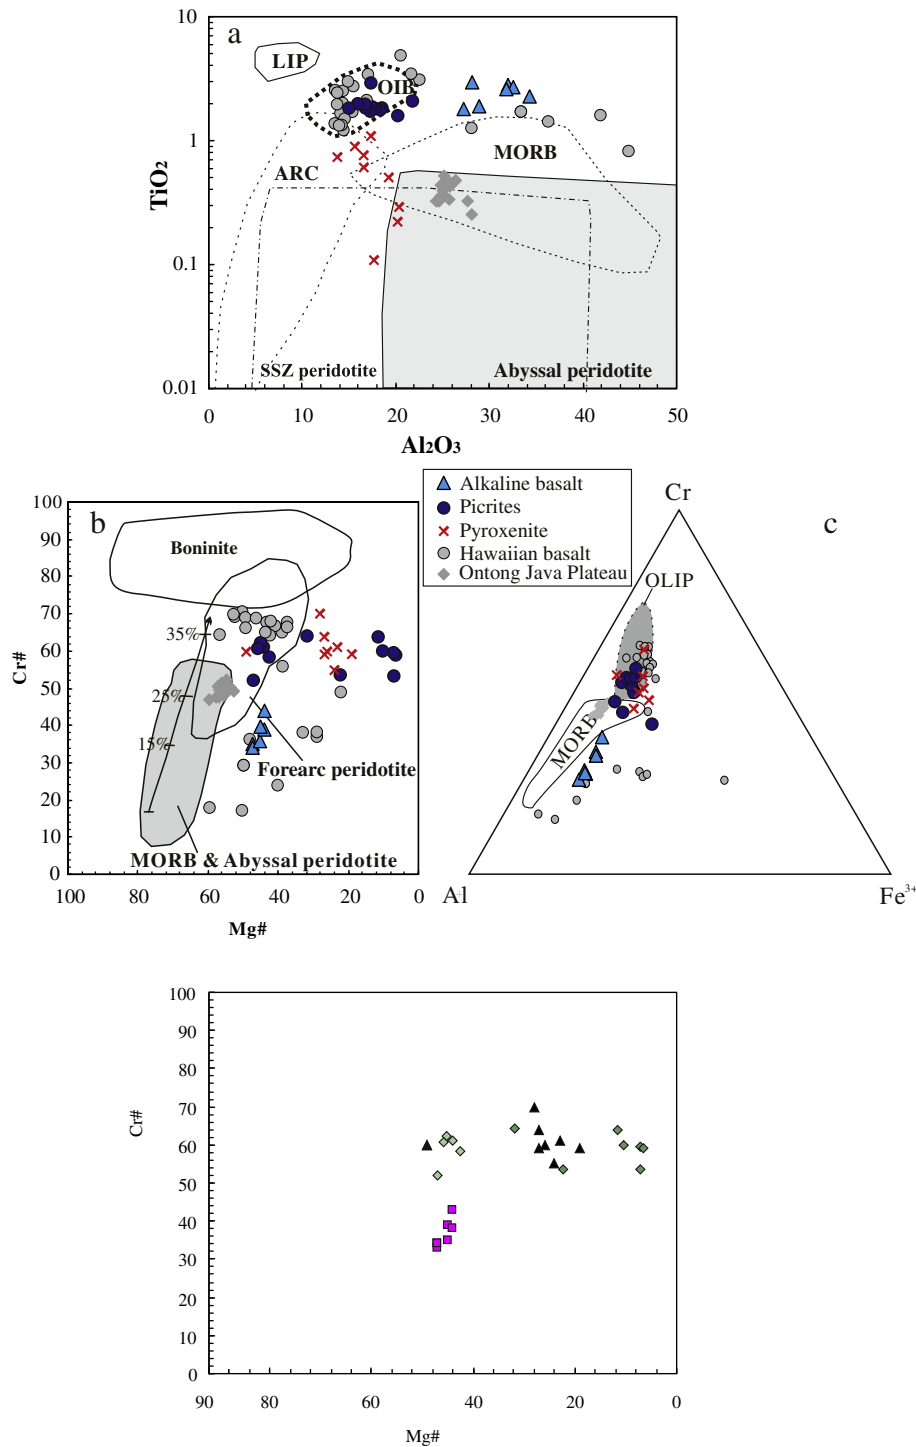 a
10
1
0.1
0.01
TiO2
LIP
OIB
ARC
MORB
SSZ peridotite
Abyssal peridotite
0
10
20
30
40
50
Al2O3
Alkaline basalt
Picrites
Pyroxenite
Hawaiian basalt
Ontong Java Plateau
b
100
90
80
70
60
50
40
30
20
10
0
Cr#
Boninite
35%
25%
15%
Forearc peridotite
MORB & Abyssal peridotite
100
80
60
40
20
0
Mg#
c
Cr
OLIP
MORB
Al
Fe3+
100
90
80
70
60
50
40
30
20
10
0
Cr#
90
80
60
40
20
0
Mg#